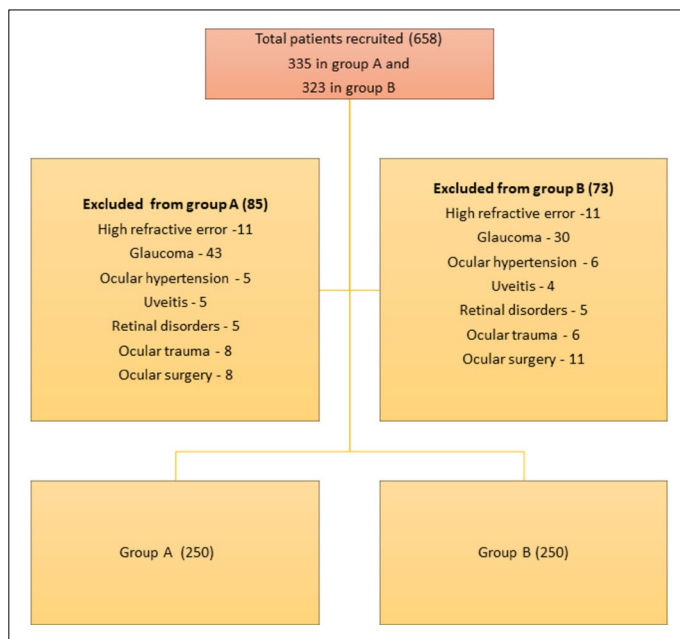 Total patients recruited (658)
335 in group A and
323 in group B
Excluded from group A (85)
High refractive error -11
Glaucoma - 43
Ocular hypertension - 5
Uveitis - 5
Retinal disorders - 5
Ocular trauma - 8
Ocular surgery - 8
Excluded from group B (73)
High refractive error -11
Glaucoma - 30
Ocular hypertension - 6
Uveitis - 4
Retinal disorders - 5
Ocular trauma - 6
Ocular surgery - 11
Group A (250)
Group B (250)